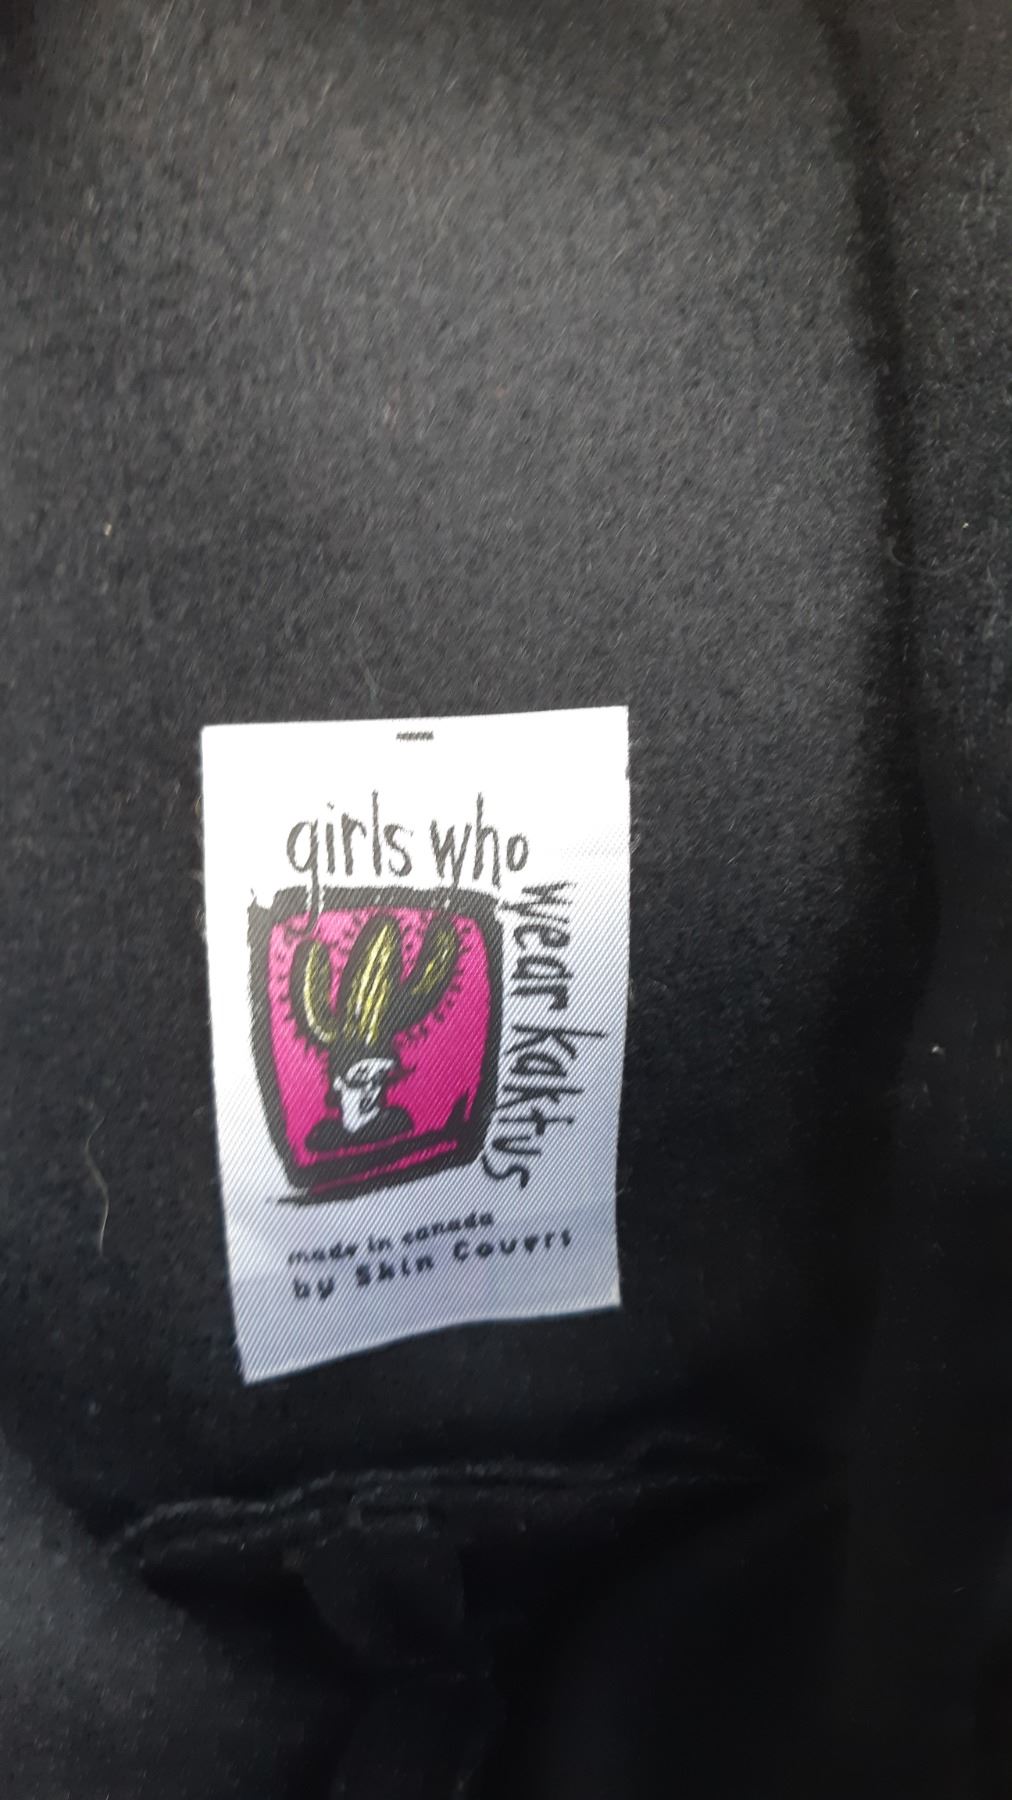 girls who
wear kaktus
made in canada
by Skin Covers